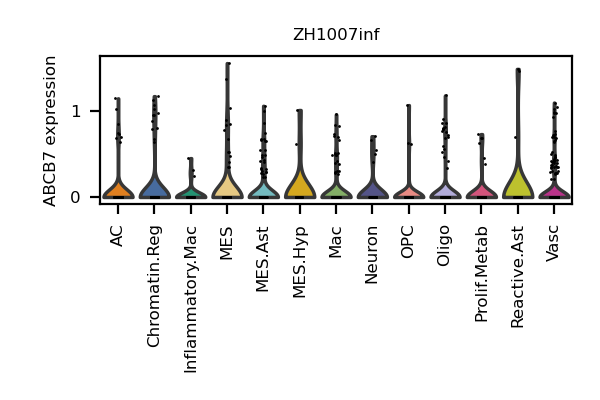 ZH1007inf
ABCB7 expression
1
0
AC
Chromatin.Reg
Inflammatory.Mac
MES
MES.Ast
MES.Hyp
Mac
Neuron
OPC
Oligo
Prolif.Metab
Reactive.Ast
Vasc